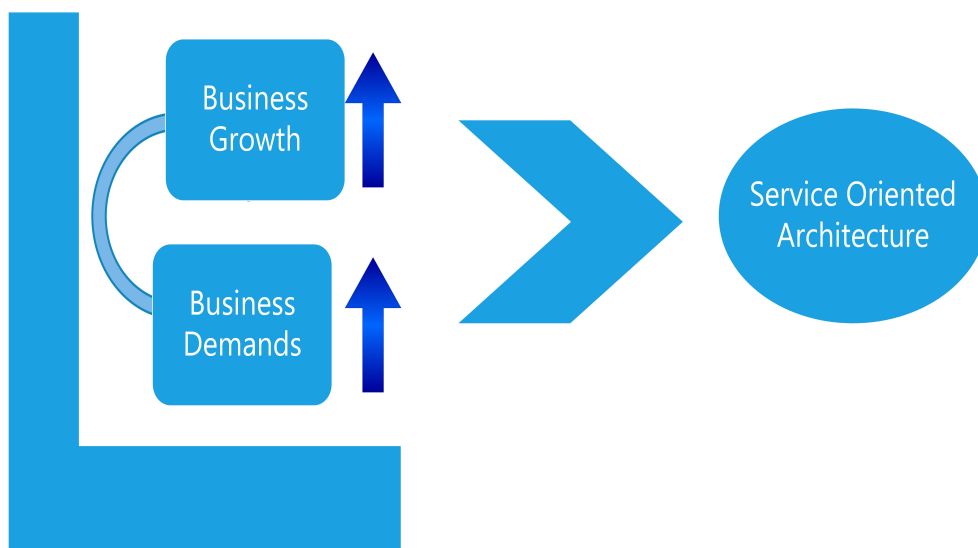 Business
Growth
Business
Demands
Service Oriented
Architecture